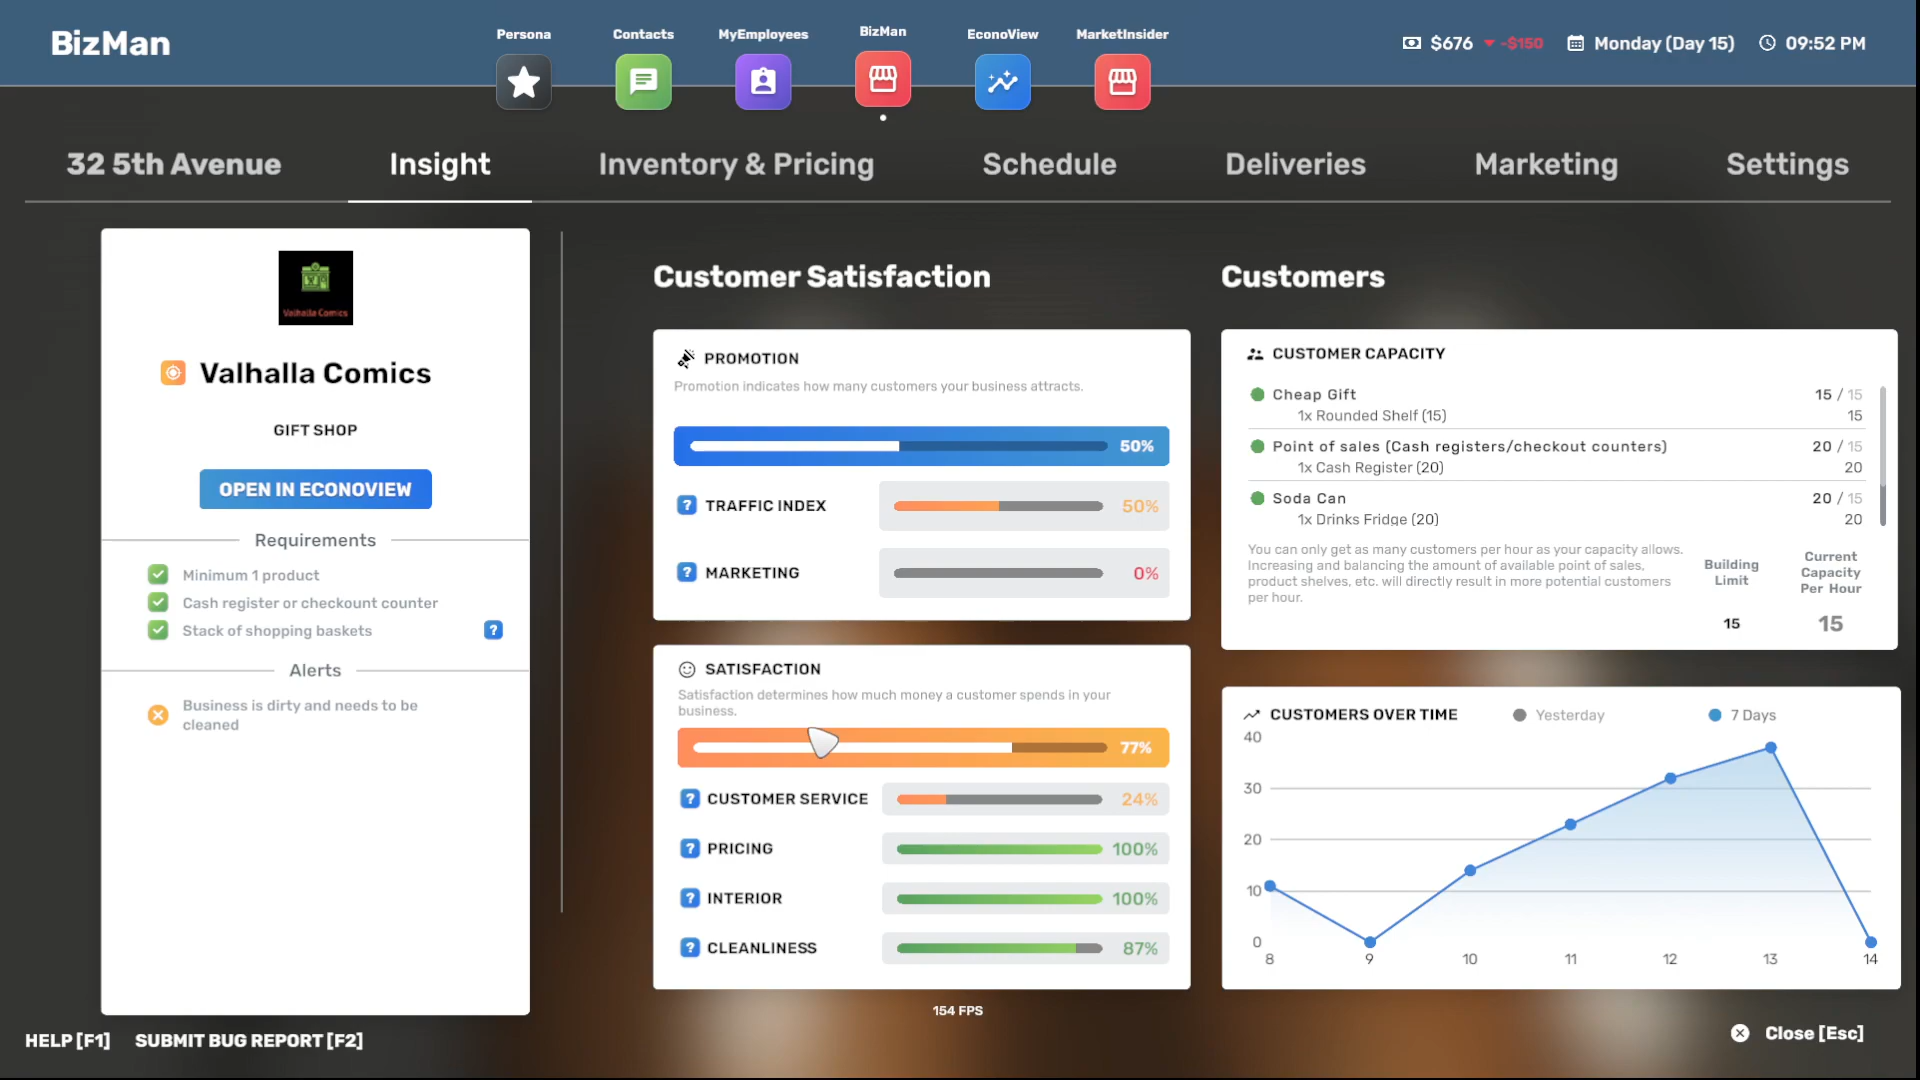 BizMan
Persona
Contacts
MyEmployees
BizMan
EconoView
MarketInsider
$676 -$150 Monday (Day 15) 09:52 PM
32 5th Avenue
Insight
Inventory & Pricing
Schedule
Deliveries
Marketing
Settings
Valhalla Comics
Valhalla Comics
GIFT SHOP
OPEN IN ECONOVIEW
Requirements
Minimum 1 product
Cash register or checkount counter
Stack of shopping baskets ?
Alerts
Business is dirty and needs to be
cleaned
Customer Satisfaction
PROMOTION
Promotion indicates how many customers your business attracts.
50%
? TRAFFIC INDEX 50%
? MARKETING 0%
SATISFACTION
Satisfaction determines how much money a customer spends in your
business.
77%
? CUSTOMER SERVICE 24%
? PRICING 100%
? INTERIOR 100%
? CLEANLINESS 87%
Customers
CUSTOMER CAPACITY
Cheap Gift 15 / 15
1x Rounded Shelf (15) 15
Point of sales (Cash registers/checkout counters) 20 / 15
1x Cash Register (20) 20
Soda Can 20 / 15
1x Drinks Fridge (20) 20
You can only get as many customers per hour as your capacity allows.
Increasing and balancing the amount of available point of sales,
product shelves, etc. will directly result in more potential customers
per hour.
Building
Limit
15
Current
Capacity
Per Hour
15
CUSTOMERS OVER TIME Yesterday 7 Days
40
30
20
10
0
8 9 10 11 12 13 14
154 FPS
HELP [F1] SUBMIT BUG REPORT [F2]
Close [Esc]